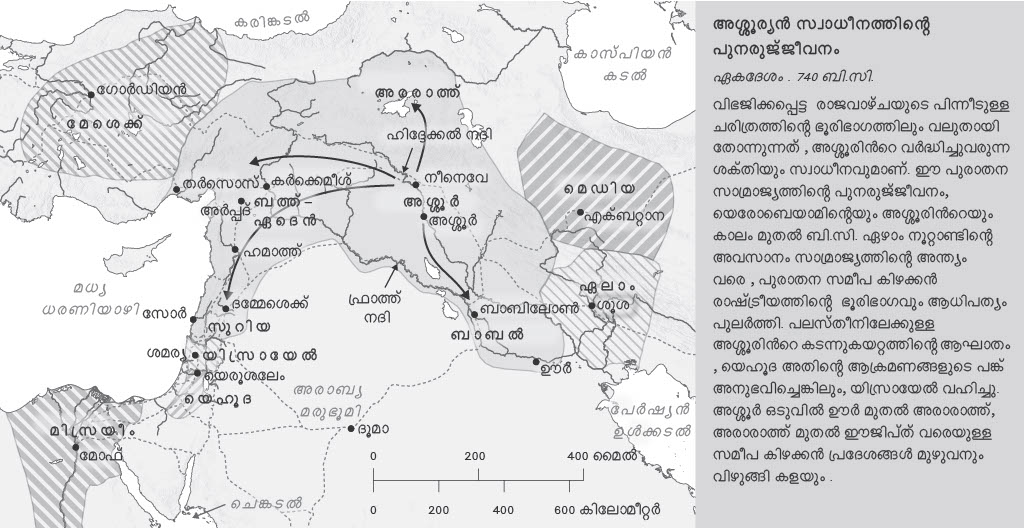 കരിങ്കടൽ
കാസ്പിയൻ
കടൽ
ഗോർഡിയൻ
മേശെക്ക്
അരരാത്ത്
ഹിദ്ദേക്കൽ നദി
തർസൊസ്
കർക്കെമീശ്
നീനെവേ
അർപ്പദ്
ബത്ത് –
ഏദെൻ
അശ്ശൂർ
അശ്ശൂർ
മെഡിയ
എക്ബറ്റാന
ഹമാത്ത്
മധ്യ
ധരണിയാഴി
ഫ്രാത്ത്
നദി
ഏലാം
ശൂശ
ദമ്മേശെക്ക്
സോർ
സുറിയ
ബാബിലോൺ
ബാബൽ
ശമര്യ
യിസ്രായേൽ
യെരുശലേം
യെഹൂദ
ഊർ
അരാബ്യ
മരുഭൂമി
പേർഷ്യൻ
ഉൾക്കടൽ
മിസ്രയീം
മോഫ്
ദൂമാ
ചെങ്കടൽ
0 200 400 മൈൽ
0 200 400 600 കിലോമീറ്റർ
അശ്ശൂര്യൻ സ്വാധീനത്തിന്റെ
പുനരുജ്ജീവനം
ഏകദേശം . 740 ബി.സി.
വിഭജിക്കപ്പെട്ട രാജവാഴ്ചയുടെ പിന്നീടുള്ള
ചരിത്രത്തിന്റെ ഭൂരിഭാഗത്തിലും വലുതായി
തോന്നുന്നത് , അശ്ശൂരിൻറെ വർദ്ധിച്ചുവരുന്ന
ശക്തിയും സ്വാധീനവുമാണ്. ഈ പുരാതന
സാമ്രാജ്യത്തിന്റെ പുനരുജ്ജീവനം,
യെരോബെയാമിന്റെയും അശ്ശൂരിൻറെയും
കാലം മുതൽ ബി.സി. ഏഴാം നൂറ്റാണ്ടിന്റെ
അവസാനം സാമ്രാജ്യത്തിന്റെ അന്ത്യം
വരെ , പുരാതന സമീപ കിഴക്കൻ
രാഷ്ട്രീയത്തിന്റെ ഭൂരിഭാഗവും ആധിപത്യം
പുലർത്തി. പലസ്തീനിലേക്കുള്ള
അശ്ശൂരിൻറെ കടന്നുകയറ്റത്തിന്റെ ആഘാതം
, യെഹൂദ അതിന്റെ ആക്രമണങ്ങളുടെ പങ്ക്
അനുഭവിച്ചെങ്കിലും, യിസ്രായേൽ വഹിച്ചു.
അശ്ശൂർ ഒടുവിൽ ഊർ മുതൽ അരാരാത്ത്,
അരാരാത്ത് മുതൽ ഈജിപ്ത് വരെയുള്ള
സമീപ കിഴക്കൻ പ്രദേശങ്ങൾ മുഴുവനും
വിഴുങ്ങി കളയും .